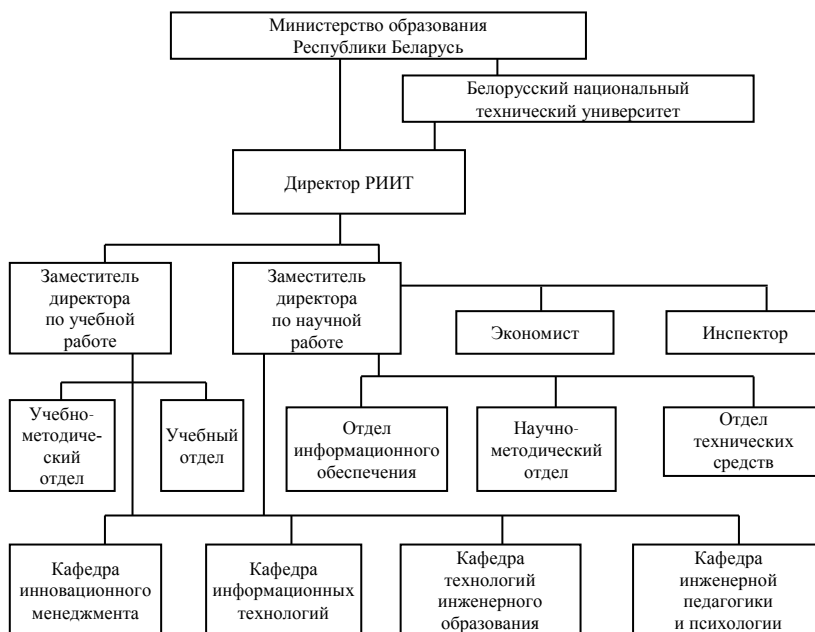 Министерство образования
Республики Беларусь
Белорусский национальный
технический университет
Директор РИИТ
Заместитель
директора
по учебной
работе
Заместитель
директора
по научной
работе
Экономист
Инспектор
Учебно-
методиче-
ский
отдел
Учебный
отдел
Отдел
информационного
обеспечения
Научно-
методический
отдел
Отдел
технических
средств
Кафедра
инновационного
менеджмента
Кафедра
информационных
технологий
Кафедра
технологий
инженерного
образования
Кафедра
инженерной
педагогики
и психологии